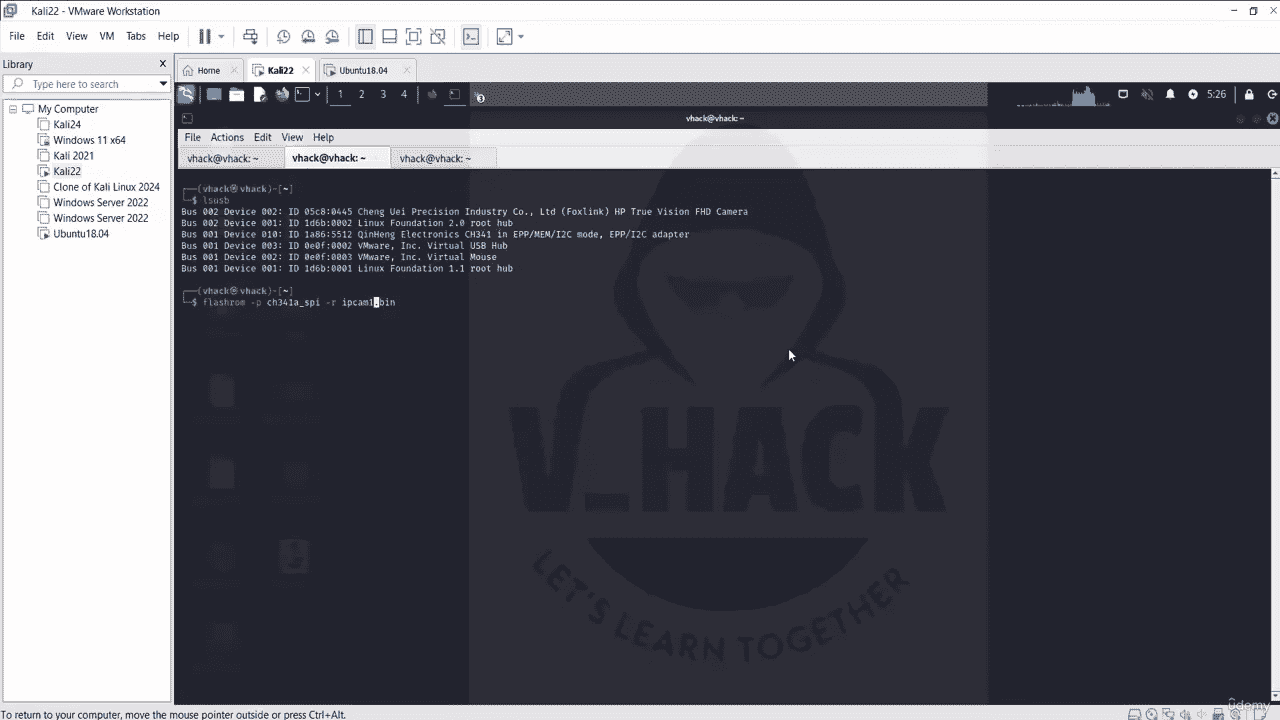 Kali22 - VMware Workstation
File Edit View VM Tabs Help
Library X
Type here to search
My Computer
Kali24
Windows 11 x64
Kali 2021
Kali22
Clone of Kali Linux 2024
Windows Server 2022
Windows Server 2022
Ubuntu18.04
Home Kali22 Ubuntu18.04
1 2 3 4 3 5:26
vhack@vhack: ~
File Actions Edit View Help
vhack@vhack: ~ vhack@vhack: ~ vhack@vhack: ~
┌──(vhack㉿vhack)-[~]
└─$ lsusb
Bus 002 Device 002: ID 05c8:0445 Cheng Uei Precision Industry Co., Ltd (Foxlink) HP True Vision FHD Camera
Bus 002 Device 001: ID 1d6b:0002 Linux Foundation 2.0 root hub
Bus 001 Device 010: ID 1a86:5512 QinHeng Electronics CH341 in EPP/MEM/I2C mode, EPP/I2C adapter
Bus 001 Device 003: ID 0e0f:0002 VMware, Inc. Virtual USB Hub
Bus 001 Device 002: ID 0e0f:0003 VMware, Inc. Virtual Mouse
Bus 001 Device 001: ID 1d6b:0001 Linux Foundation 1.1 root hub
┌──(vhack㉿vhack)-[~]
└─$ flashrom -p ch341a_spi -r ipcam1.bin
V_HACK
LET'S LEARN TOGETHER
To return to your computer, move the mouse pointer outside or press Ctrl+Alt.
ûdemy